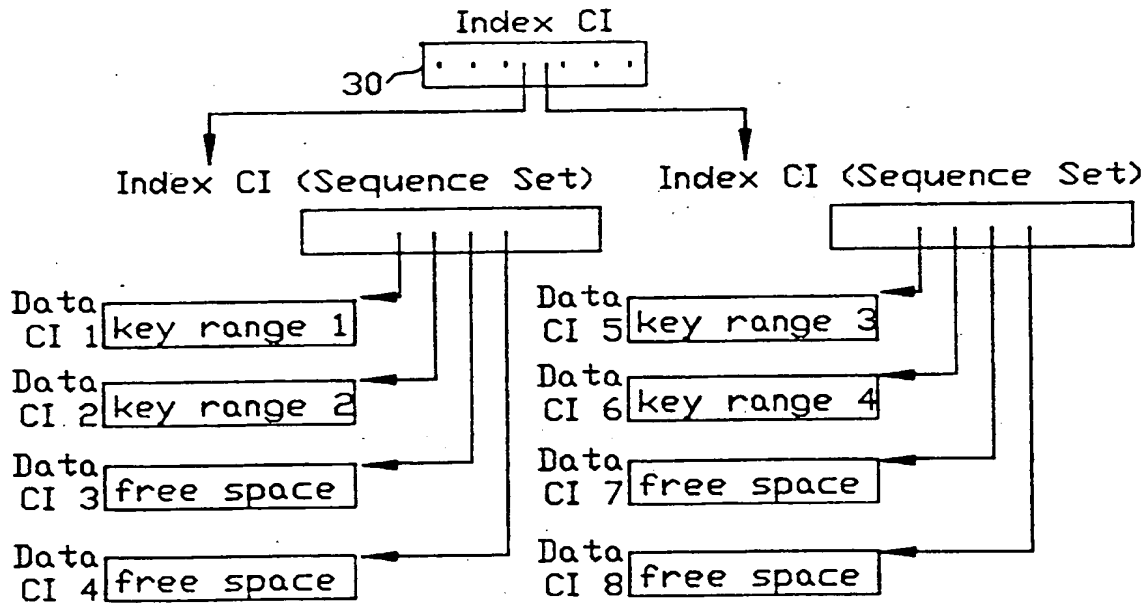 Index CI
30
Index CI (Sequence Set)
Data
CI 1
key range 1
Data
CI 2
key range 2
Data
CI 3
free space
Data
CI 4
free space
Index CI (Sequence Set)
Data
CI 5
key range 3
Data
CI 6
key range 4
Data
CI 7
free space
Data
CI 8
free space